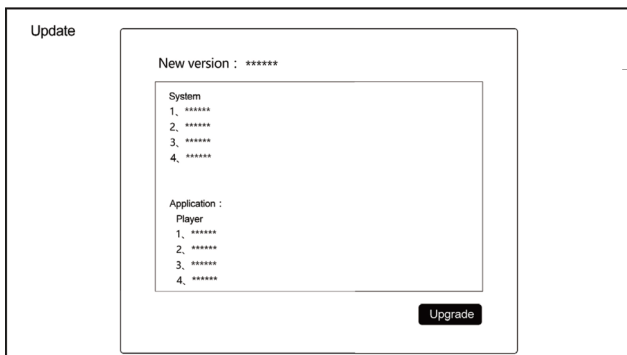 Update
New version： ******
System
1、******
2、******
3、******
4、******
Application：
Player
1、******
2、******
3、******
4、******
Upgrade